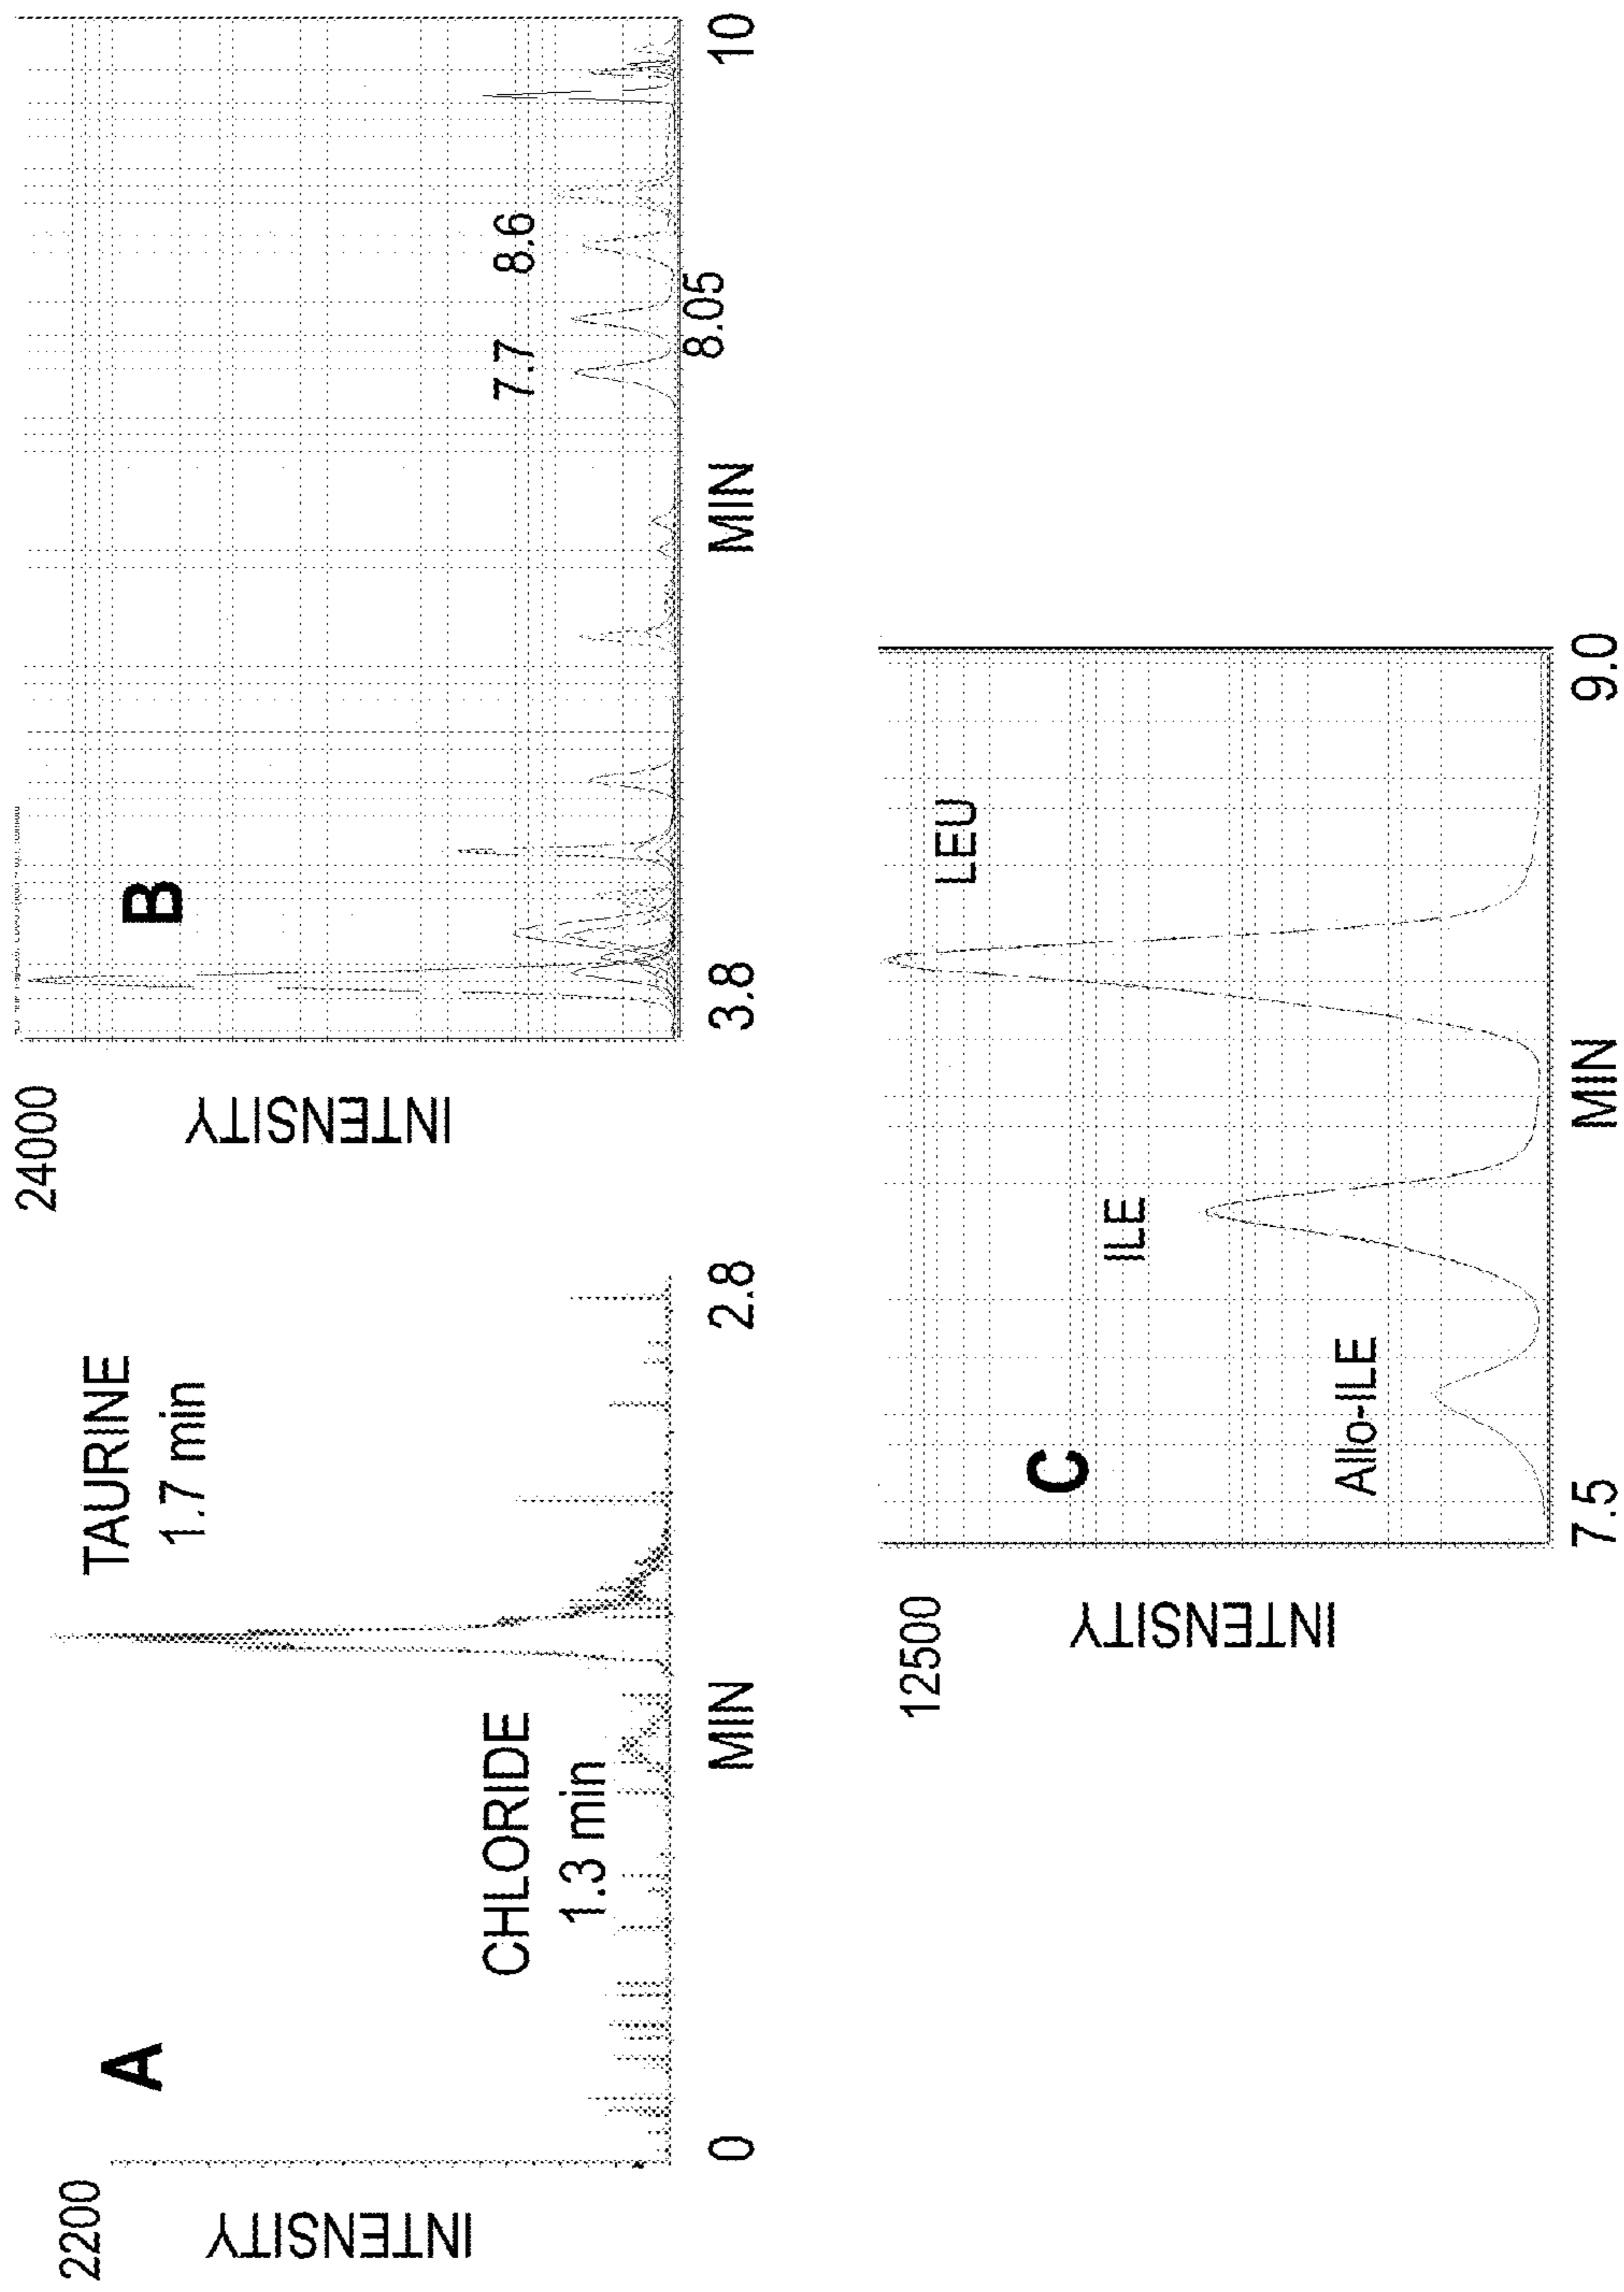 A
2200
INTENSITY
TAURINE
1.7 min
CHLORIDE
1.3 min
0
MIN
2.8
B
24000
INTENSITY
7.7
8.6
8.05
3.8
MIN
10
C
12500
INTENSITY
Allo-ILE
ILE
LEU
7.5
MIN
9.0